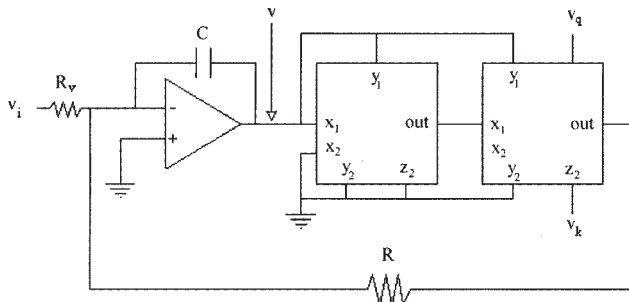 v
v_q
C
R_v
v_i
-
+
y_1
x_1
out
x_2
y_2
z_2
y_1
x_1
out
x_2
y_2
z_2
v_k
R